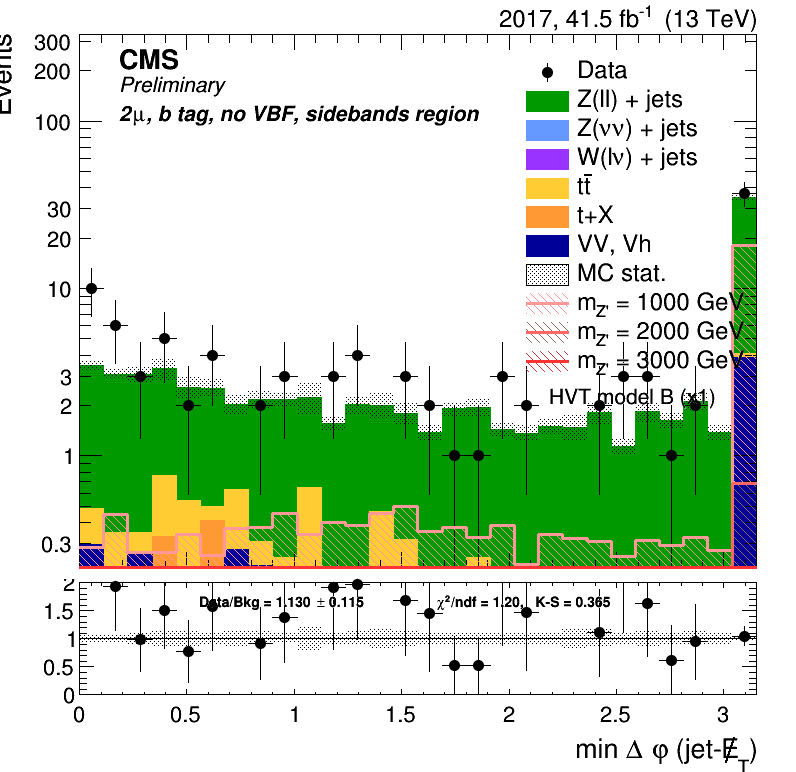 2017, 41.5 fb⁻¹ (13 TeV)
Events
CMS
Preliminary
2μ, b tag, no VBF, sidebands region
Data
Z(ll) + jets
Z(νν) + jets
W(lν) + jets
tt̄
t+X
VV, Vh
MC stat.
m_Z' = 1000 GeV
m_Z' = 2000 GeV
m_Z' = 3000 GeV
HVT model B (x1)
300
200
100
30
20
10
3
2
1
0.3
Data/Bkg = 1.130 ± 0.115 χ²/ndf = 1.20, K-S = 0.365
2
1.5
1
0.5
0
0 0.5 1 1.5 2 2.5 3
min Δ φ (jet-E̸_T)